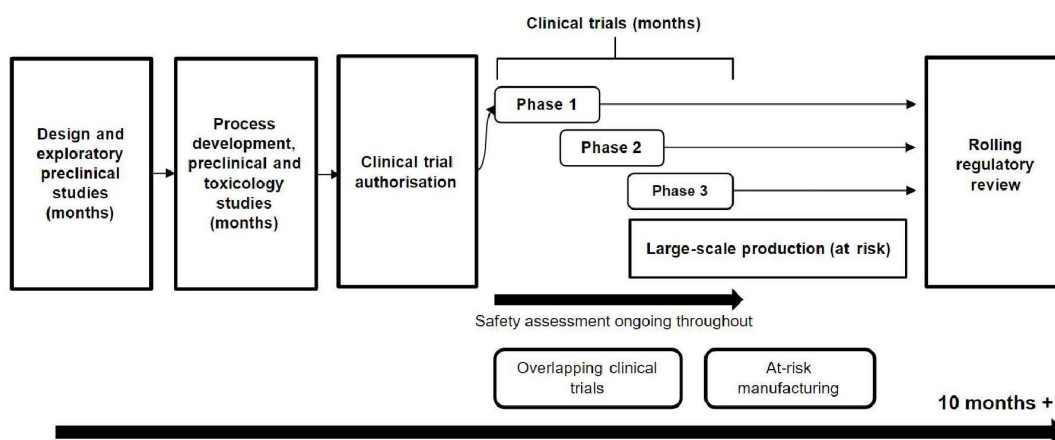 Clinical trials (months)
Design and
exploratory
preclinical
studies
(months)
Process
development,
preclinical and
toxicology
studies
(months)
Clinical trial
authorisation
Phase 1
Phase 2
Phase 3
Large-scale production (at risk)
Rolling
regulatory
review
Safety assessment ongoing throughout
Overlapping clinical
trials
At-risk
manufacturing
10 months +